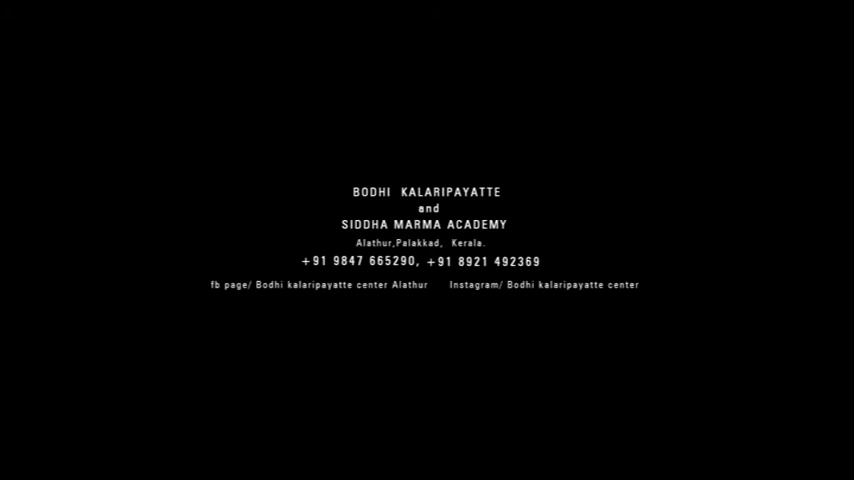 BODHI KALARIPAYATTE
and
SIDDHA MARMA ACADEMY
Alathur,Palakkad, Kerala.
+91 9847 665290, +91 8921 492369
fb page/ Bodhi kalaripayatte center Alathur Instagram/ Bodhi kalaripayatte center